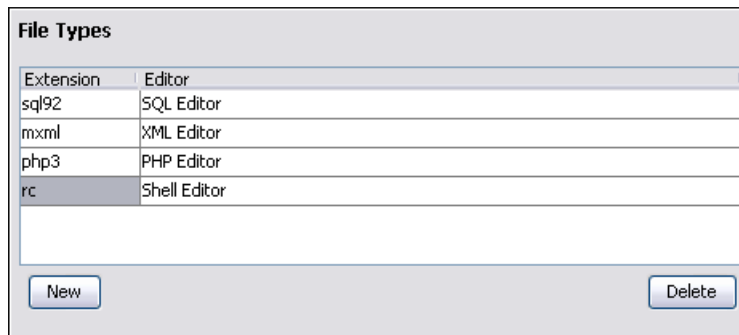 File Types
Extension Editor
sql92 SQL Editor
mxml XML Editor
php3 PHP Editor
rc Shell Editor
New Delete